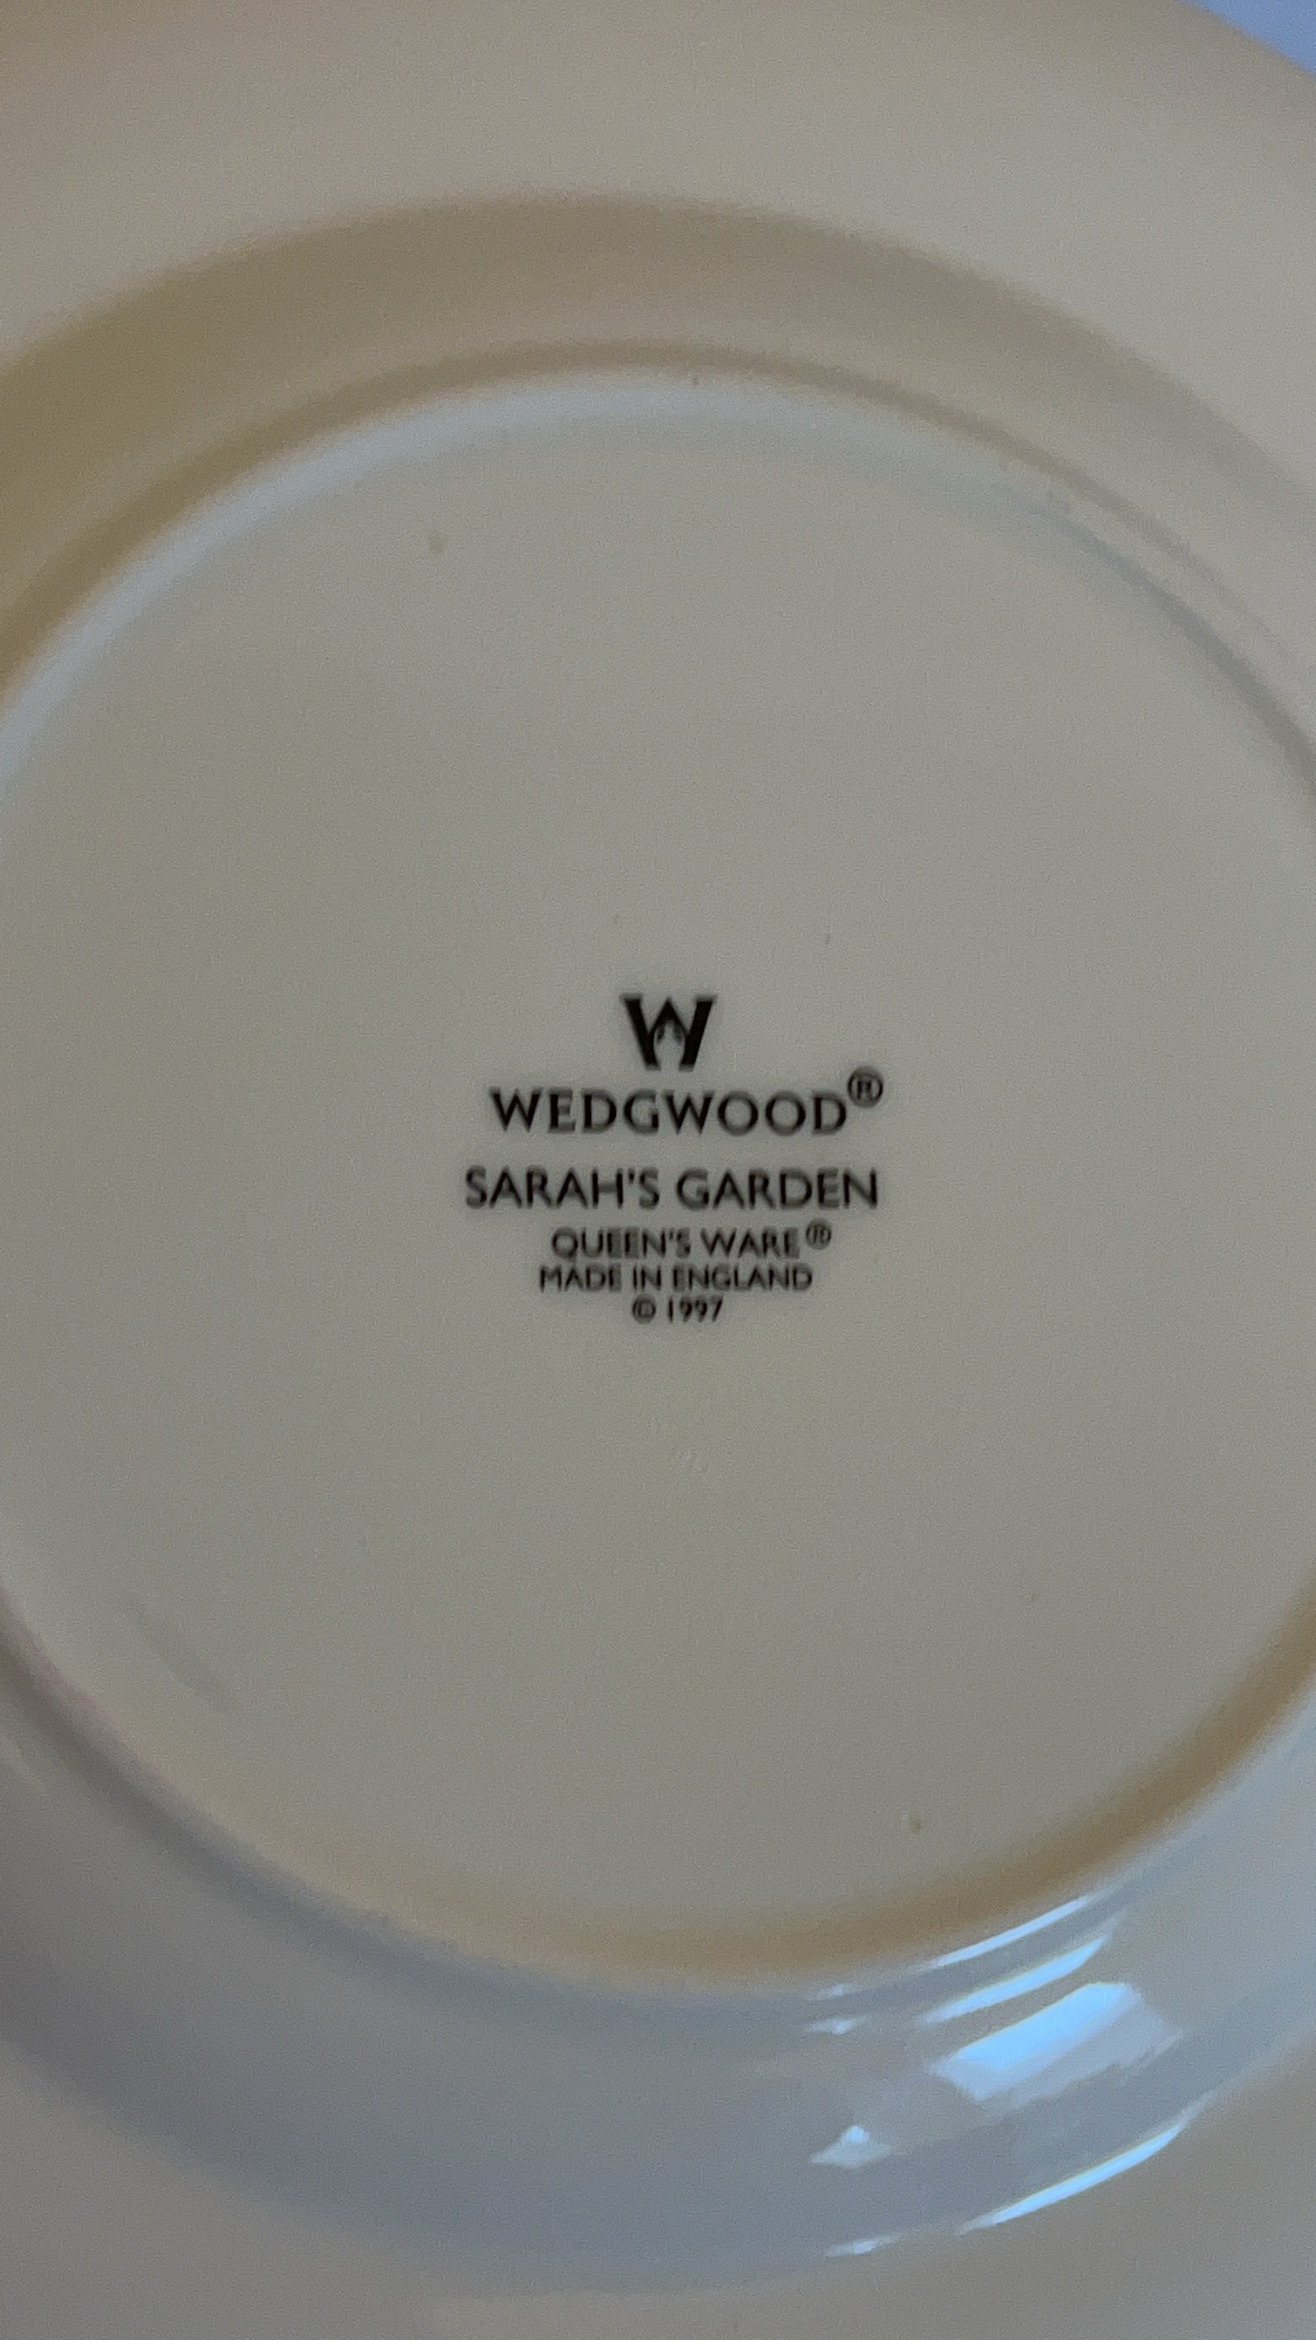 W
WEDGWOOD®
SARAH'S GARDEN
QUEEN'S WARE®
MADE IN ENGLAND
© 1997